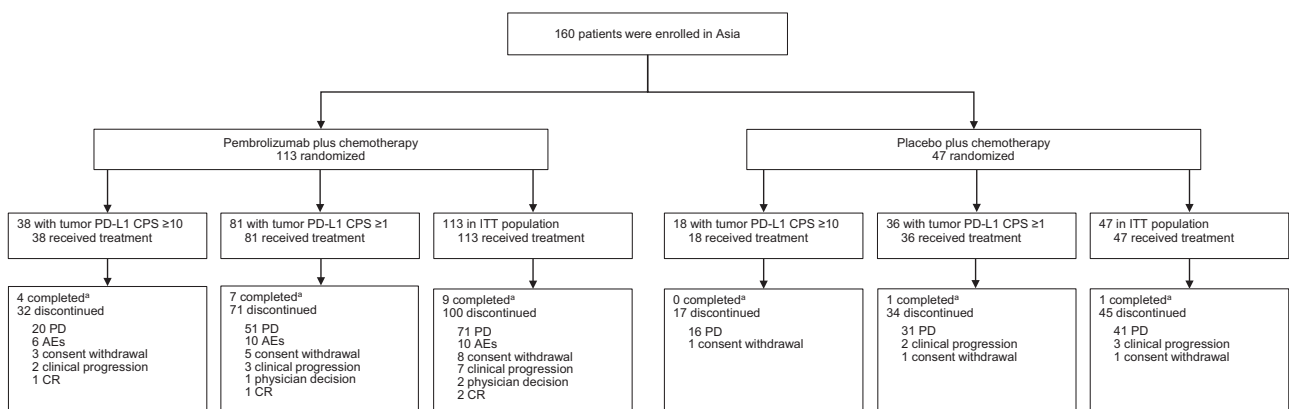 160 patients were enrolled in Asia
Pembrolizumab plus chemotherapy
113 randomized
Placebo plus chemotherapy
47 randomized
38 with tumor PD-L1 CPS ≥10
38 received treatment
81 with tumor PD-L1 CPS ≥1
81 received treatment
113 in ITT population
113 received treatment
18 with tumor PD-L1 CPS ≥10
18 received treatment
36 with tumor PD-L1 CPS ≥1
36 received treatment
47 in ITT population
47 received treatment
4 completedᵃ
32 discontinued
20 PD
6 AEs
3 consent withdrawal
2 clinical progression
1 CR
7 completedᵃ
71 discontinued
51 PD
10 AEs
5 consent withdrawal
3 clinical progression
1 physician decision
1 CR
9 completedᵃ
100 discontinued
71 PD
10 AEs
8 consent withdrawal
7 clinical progression
2 physician decision
2 CR
0 completedᵃ
17 discontinued
16 PD
1 consent withdrawal
1 completedᵃ
34 discontinued
31 PD
2 clinical progression
1 consent withdrawal
1 completedᵃ
45 discontinued
41 PD
3 clinical progression
1 consent withdrawal